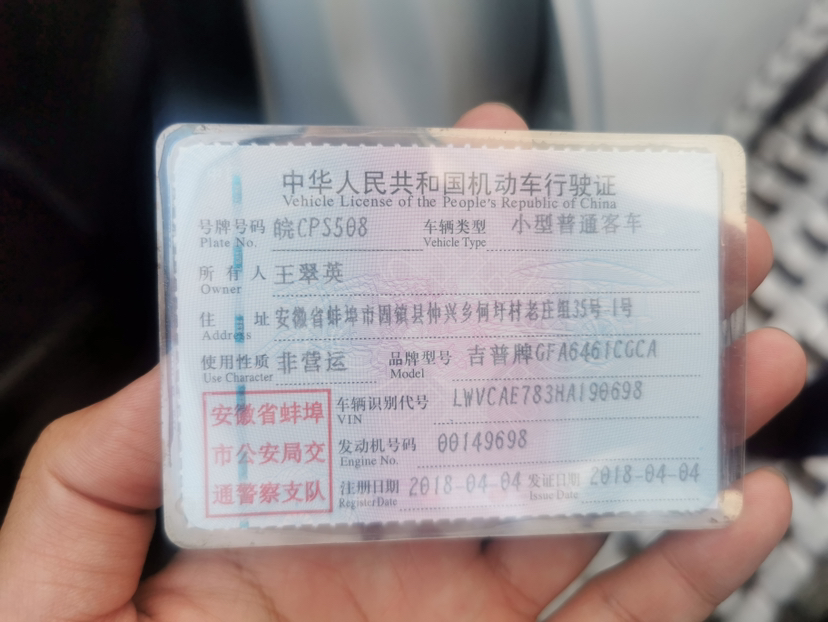 中华人民共和国机动车行驶证
Vehicle License of the People's Republic of China
号牌号码 皖CPS508 车辆类型 小型普通客车
Plate No. Vehicle Type
所有人 王翠英
Owner
住址 安徽省蚌埠市固镇县仲兴乡何圩村老庄组35号-1号
Address
使用性质 非营运 品牌型号 吉普牌GFA6461CGCA
Use Character Model
车辆识别代号 LWVCAE783HA190698
VIN
发动机号码 00149698
Engine No.
注册日期 2018-04-04 发证日期 2018-04-04
Register Date Issue Date
安徽省蚌埠
市公安局交
通警察支队